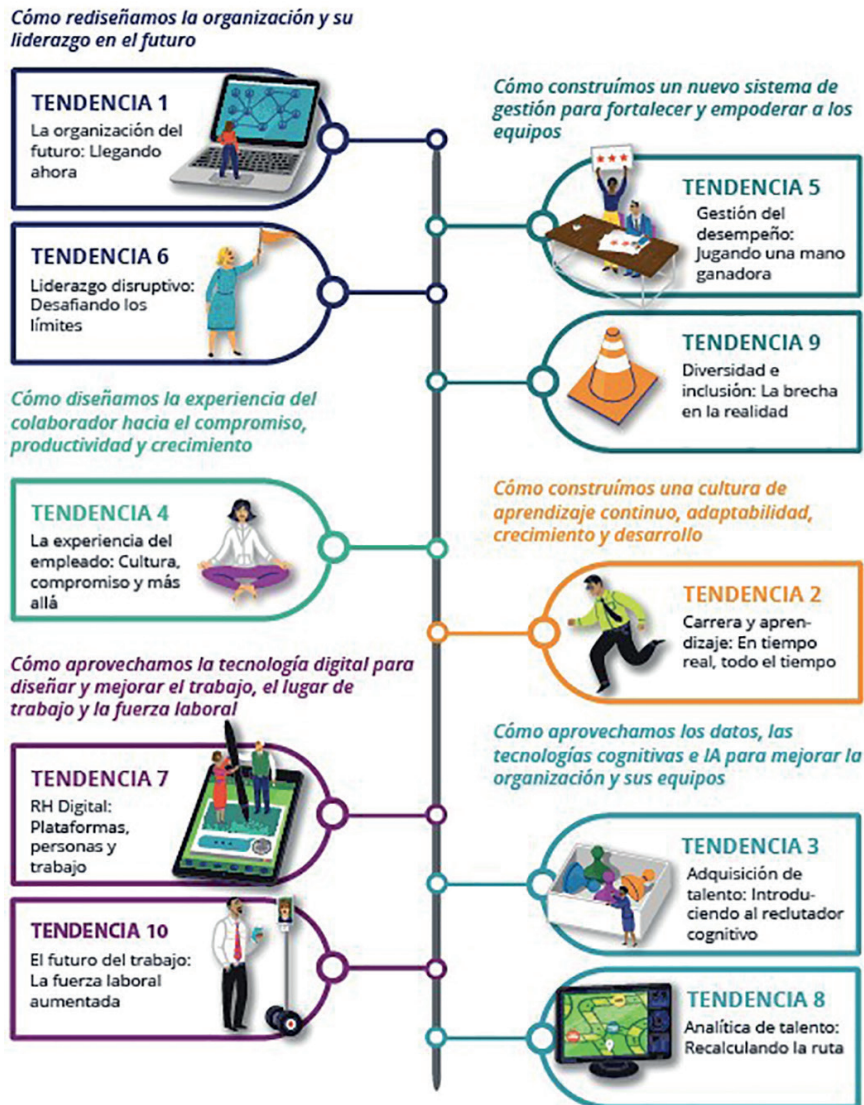 Cómo rediseñamos la organización y su
liderazgo en el futuro
TENDENCIA 1
La organización del
futuro: Llegando
ahora
TENDENCIA 6
Liderazgo disruptivo:
Desafiando los
límites
Cómo construímos un nuevo sistema de
gestión para fortalecer y empoderar a los
equipos
TENDENCIA 5
Gestión del
desempeño:
Jugando una mano
ganadora
TENDENCIA 9
Diversidad e
inclusión: La brecha
en la realidad
Cómo diseñamos la experiencia del
colaborador hacia el compromiso,
productividad y crecimiento
TENDENCIA 4
La experiencia del
empleado: Cultura,
compromiso y más
allá
Cómo construímos una cultura de
aprendizaje continuo, adaptabilidad,
crecimiento y desarrollo
TENDENCIA 2
Carrera y apren-
dizaje: En tiempo
real, todo el tiempo
Cómo aprovechamos la tecnología digital para
diseñar y mejorar el trabajo, el lugar de
trabajo y la fuerza laboral
TENDENCIA 7
RH Digital:
Plataformas,
personas y
trabajo
TENDENCIA 10
El futuro del trabajo:
La fuerza laboral
aumentada
Cómo aprovechamos los datos, las
tecnologías cognitivas e IA para mejorar la
organización y sus equipos
TENDENCIA 3
Adquisición de
talento: Introdu-
ciendo al reclutador
cognitivo
TENDENCIA 8
Analítica de talento:
Recalculando la ruta